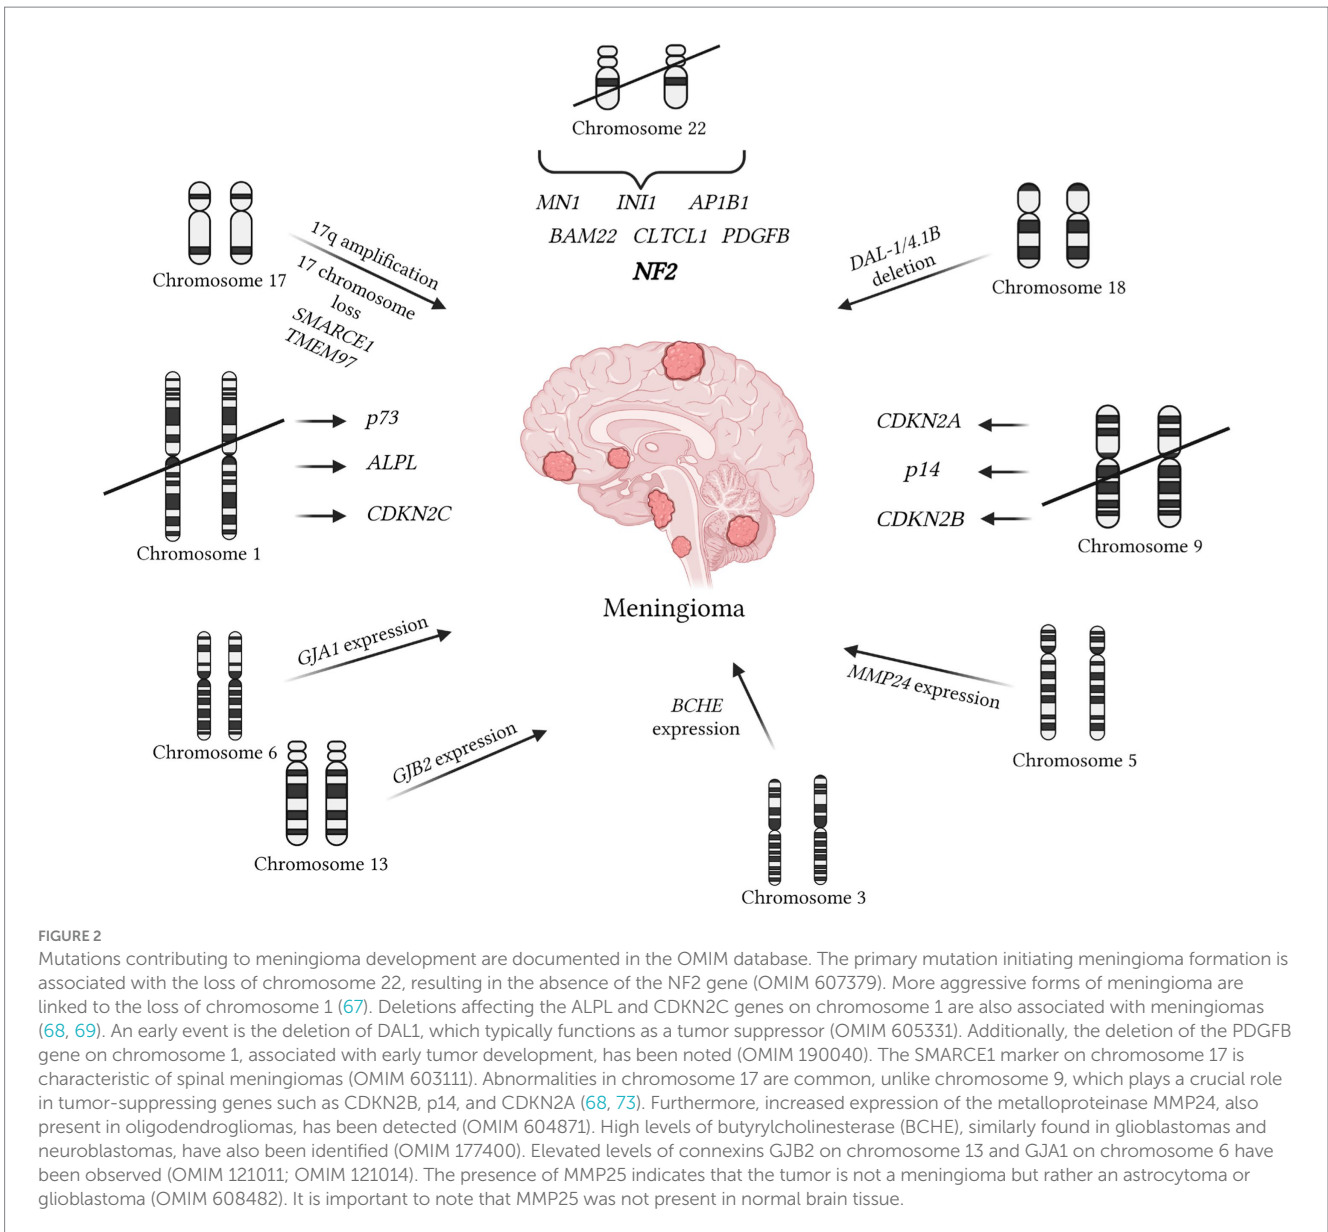 Chromosome 22
MN1 INI1 AP1B1
BAM22 CLTCL1 PDGFB
NF2
Chromosome 17
17q amplification
17 chromosome
loss
SMARCE1
TMEM97
DAL-1/4.1B
deletion
Chromosome 18
p73
ALPL
CDKN2C
Chromosome 1
CDKN2A
p14
CDKN2B
Chromosome 9
Meningioma
GJA1 expression
Chromosome 6
GJB2 expression
Chromosome 13
BCHE
expression
Chromosome 3
MMP24 expression
Chromosome 5
FIGURE 2
Mutations contributing to meningioma development are documented in the OMIM database. The primary mutation initiating meningioma formation is
associated with the loss of chromosome 22, resulting in the absence of the NF2 gene (OMIM 607379). More aggressive forms of meningioma are
linked to the loss of chromosome 1 (67). Deletions affecting the ALPL and CDKN2C genes on chromosome 1 are also associated with meningiomas
(68, 69). An early event is the deletion of DAL1, which typically functions as a tumor suppressor (OMIM 605331). Additionally, the deletion of the PDGFB
gene on chromosome 1, associated with early tumor development, has been noted (OMIM 190040). The SMARCE1 marker on chromosome 17 is
characteristic of spinal meningiomas (OMIM 603111). Abnormalities in chromosome 17 are common, unlike chromosome 9, which plays a crucial role
in tumor-suppressing genes such as CDKN2B, p14, and CDKN2A (68, 73). Furthermore, increased expression of the metalloproteinase MMP24, also
present in oligodendrogliomas, has been detected (OMIM 604871). High levels of butyrylcholinesterase (BCHE), similarly found in glioblastomas and
neuroblastomas, have also been identified (OMIM 177400). Elevated levels of connexins GJB2 on chromosome 13 and GJA1 on chromosome 6 have
been observed (OMIM 121011; OMIM 121014). The presence of MMP25 indicates that the tumor is not a meningioma but rather an astrocytoma or
glioblastoma (OMIM 608482). It is important to note that MMP25 was not present in normal brain tissue.